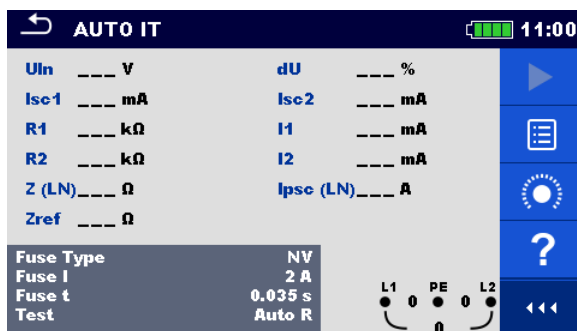 AUTO IT 11:00
Uln ___ V dU ___ %
Isc1 ___ mA Isc2 ___ mA
R1 ___ kΩ I1 ___ mA
R2 ___ kΩ I2 ___ mA
Z (LN)___ Ω Ipsc (LN)___ A
Zref ___ Ω
Fuse Type NV
Fuse I 2 A
Fuse t 0.035 s
Test Auto R
L1 PE L2
0 0
0
?